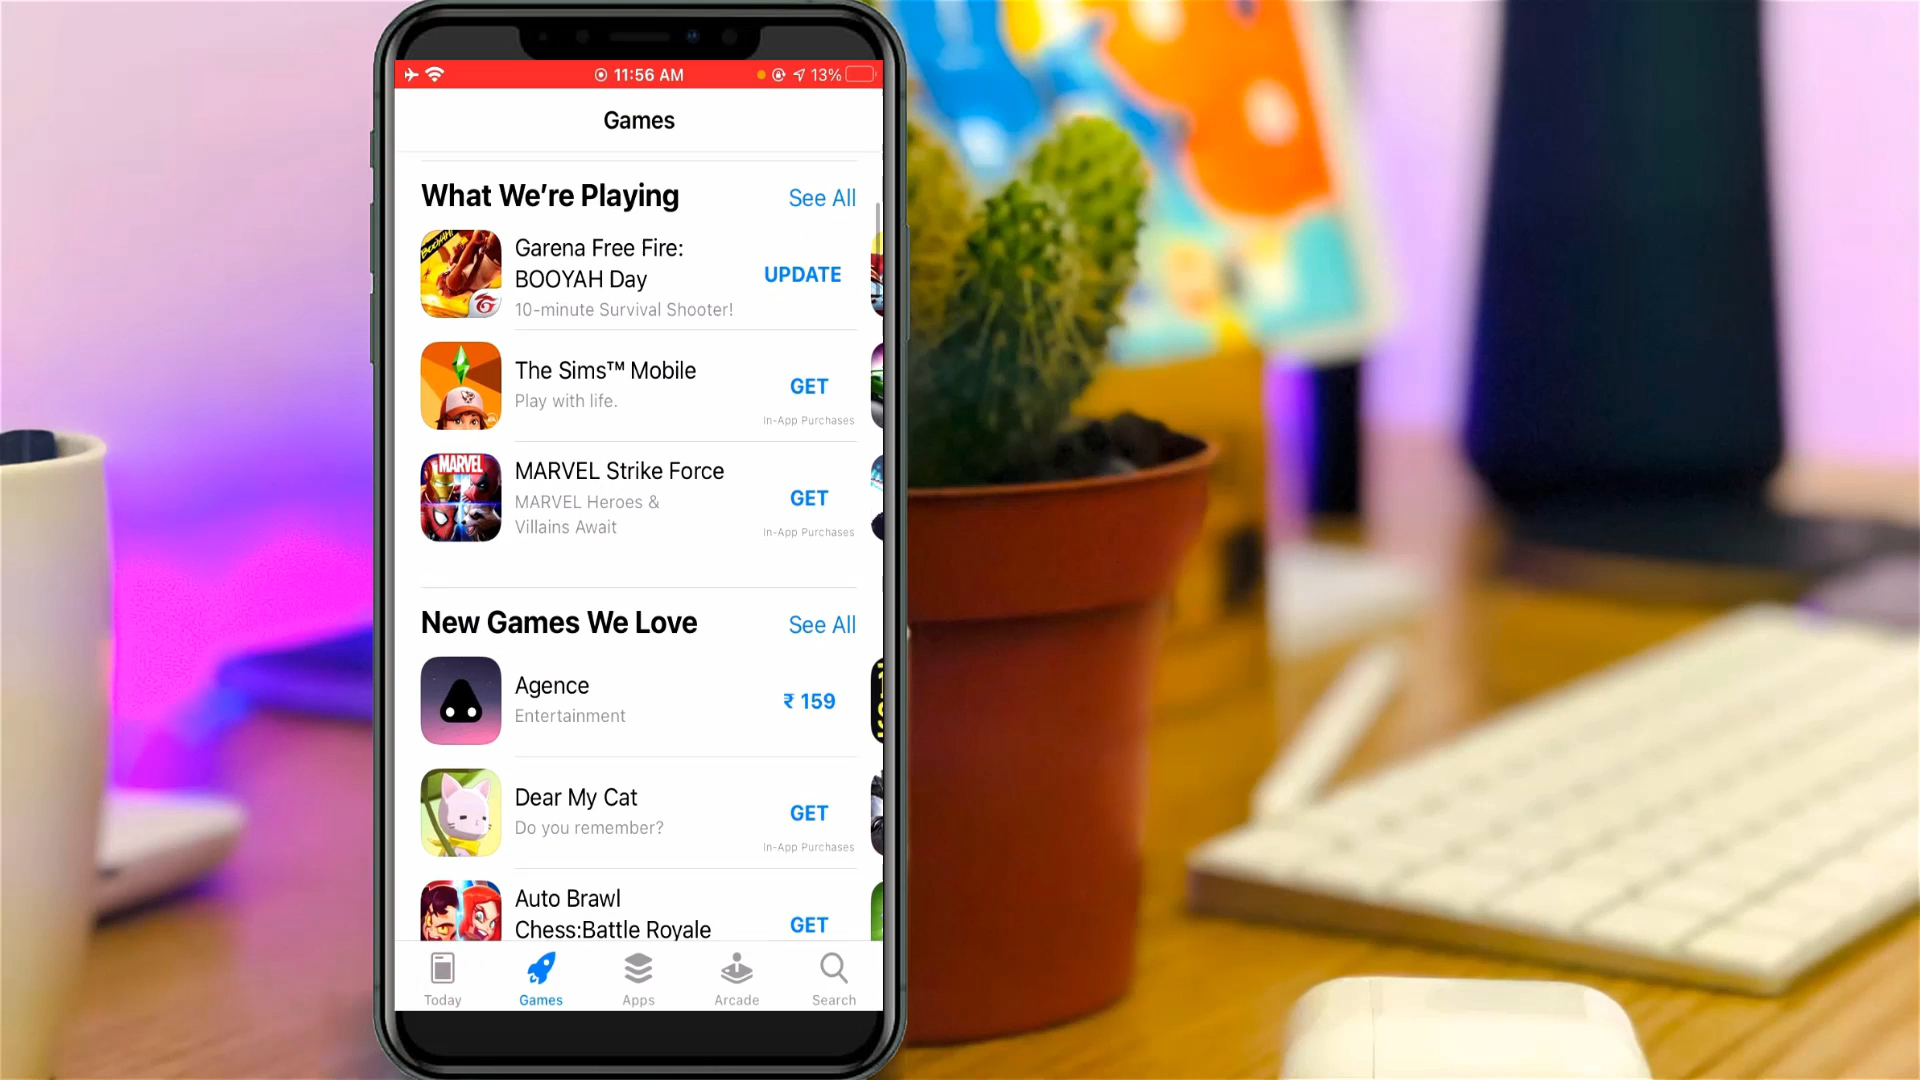 11:56 AM
13%
Games
What We're Playing
See All
BOOYAH!
Garena Free Fire:
BOOYAH Day
10-minute Survival Shooter!
UPDATE
The Sims™ Mobile
Play with life.
GET
In-App Purchases
MARVEL
MARVEL Strike Force
MARVEL Heroes &
Villains Await
GET
In-App Purchases
New Games We Love
See All
Agence
Entertainment
₹ 159
Dear My Cat
Do you remember?
GET
In-App Purchases
Auto Brawl
Chess:Battle Royale
GET
Today
Games
Apps
Arcade
Search